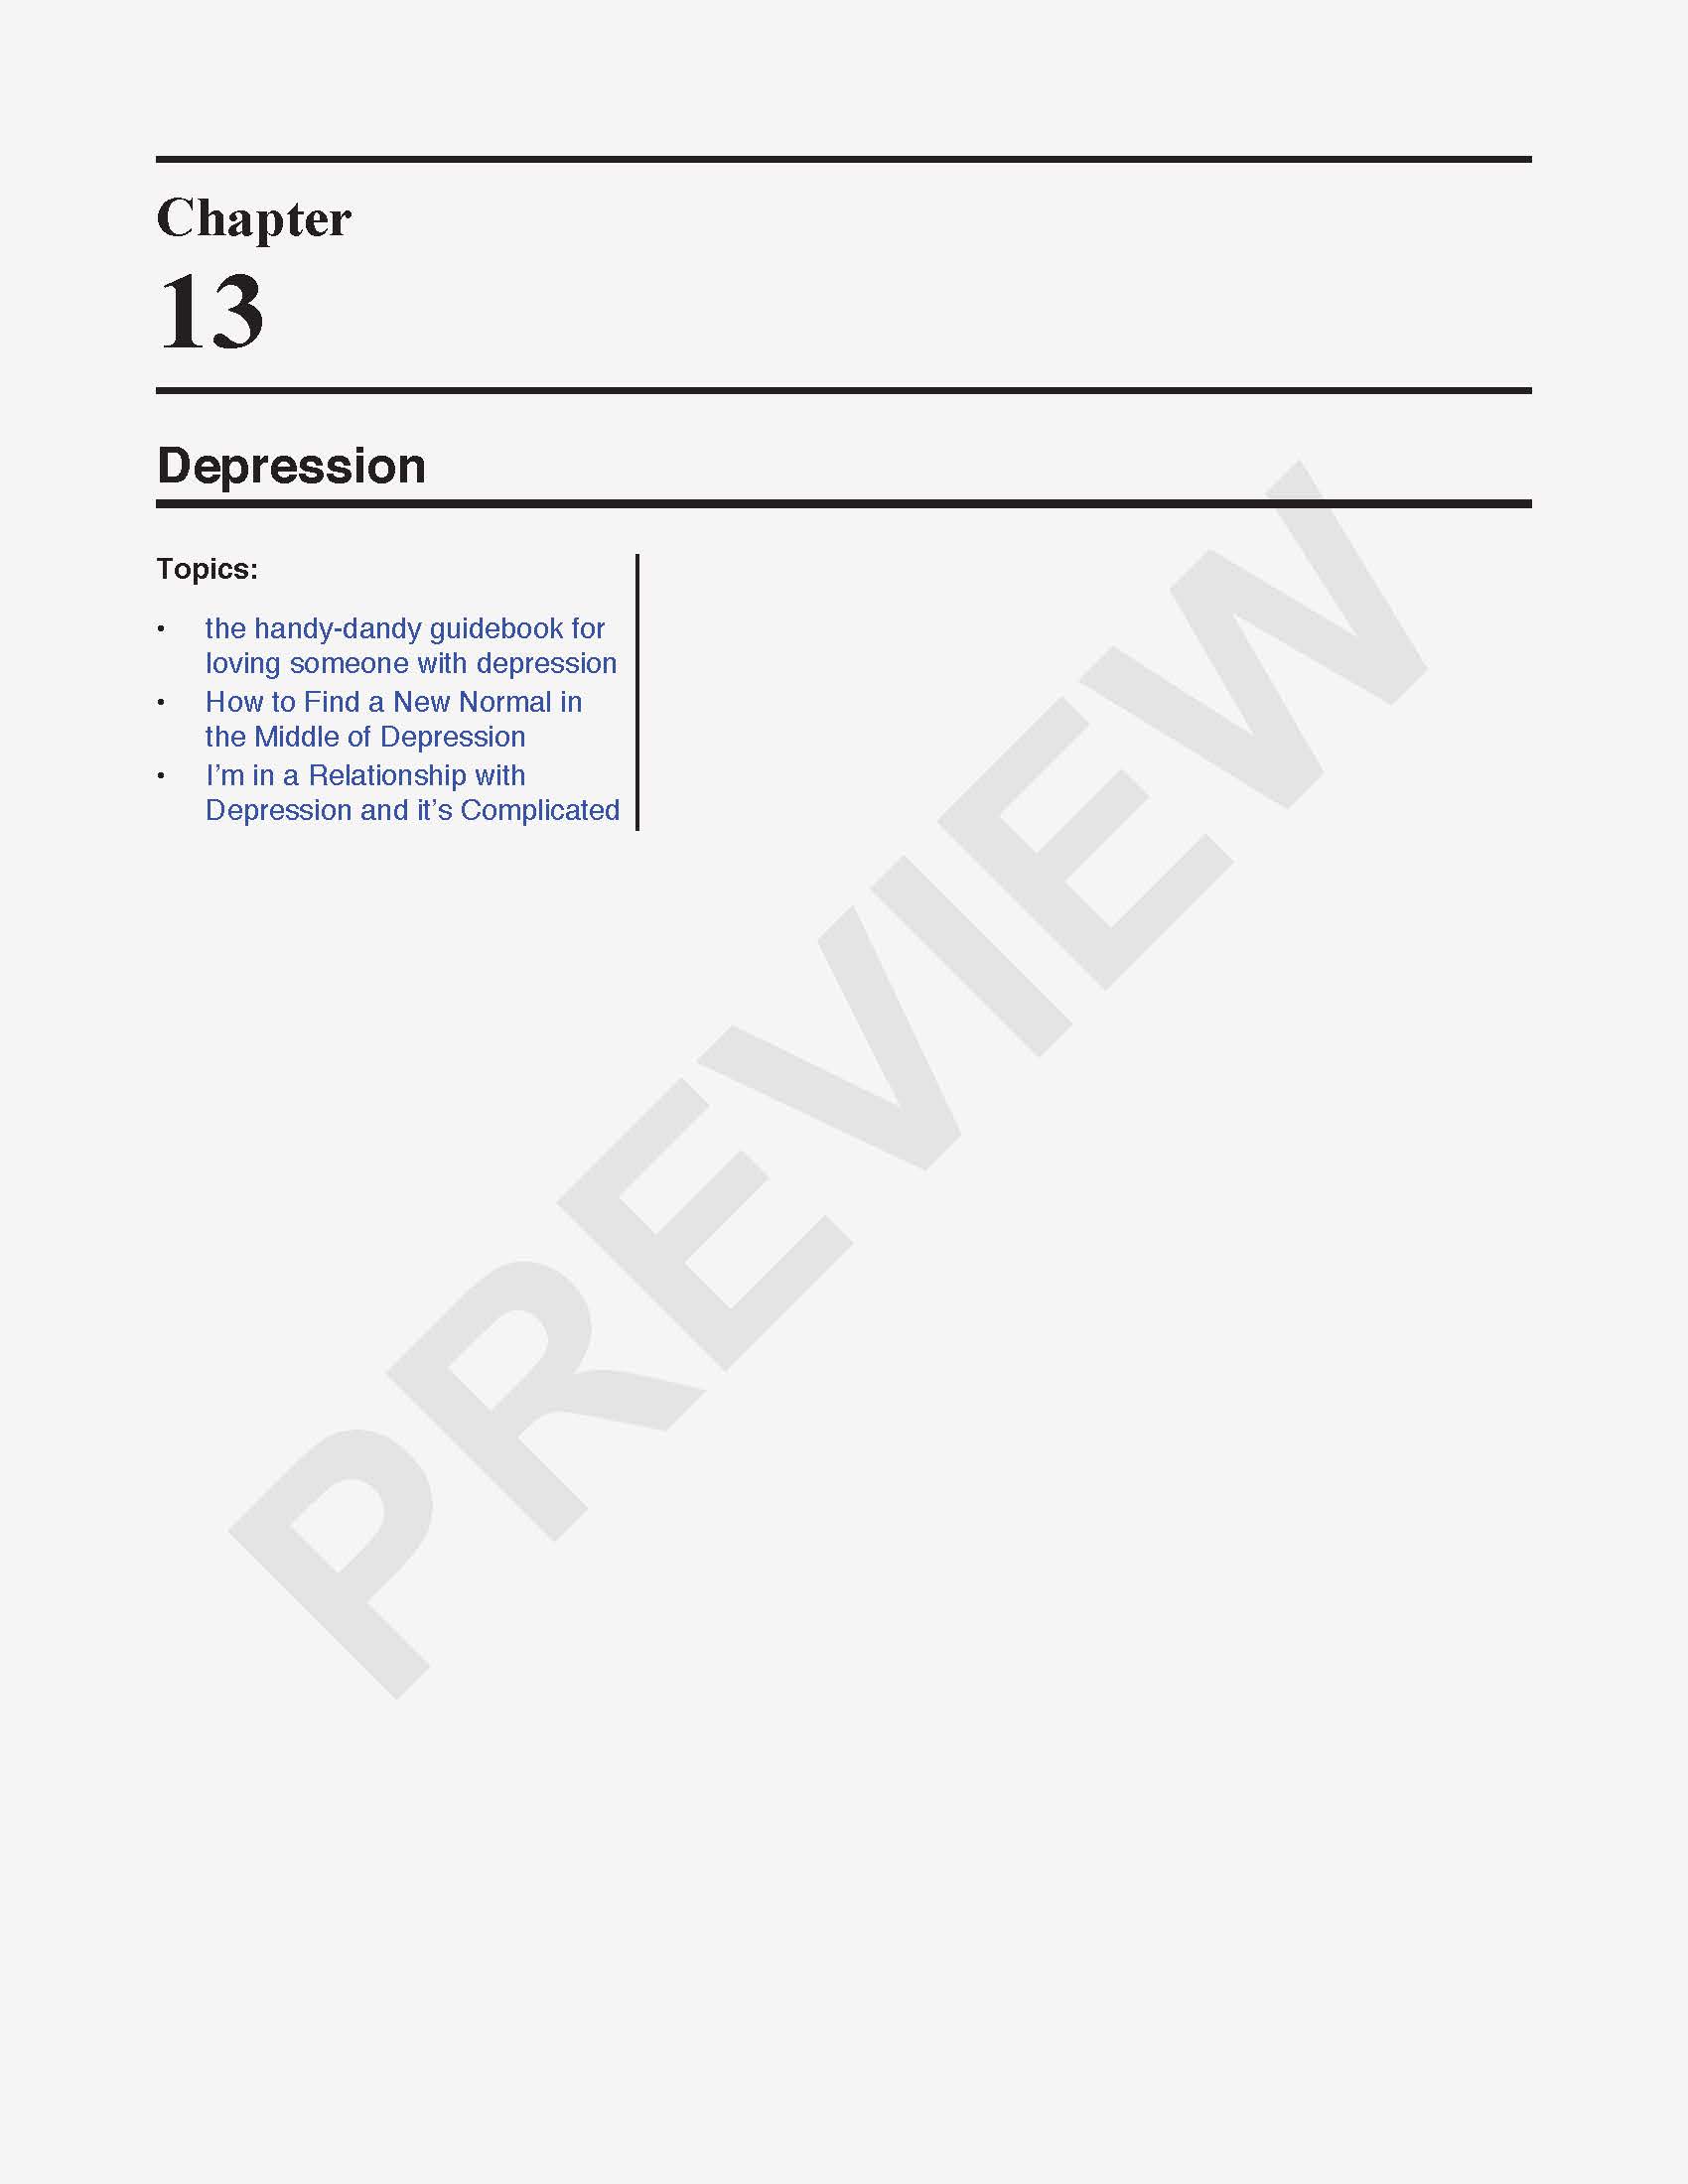 Chapter
13
Depression
Topics:
• the handy-dandy guidebook for
loving someone with depression
• How to Find a New Normal in
the Middle of Depression
• I’m in a Relationship with
Depression and it’s Complicated
PREVIEW